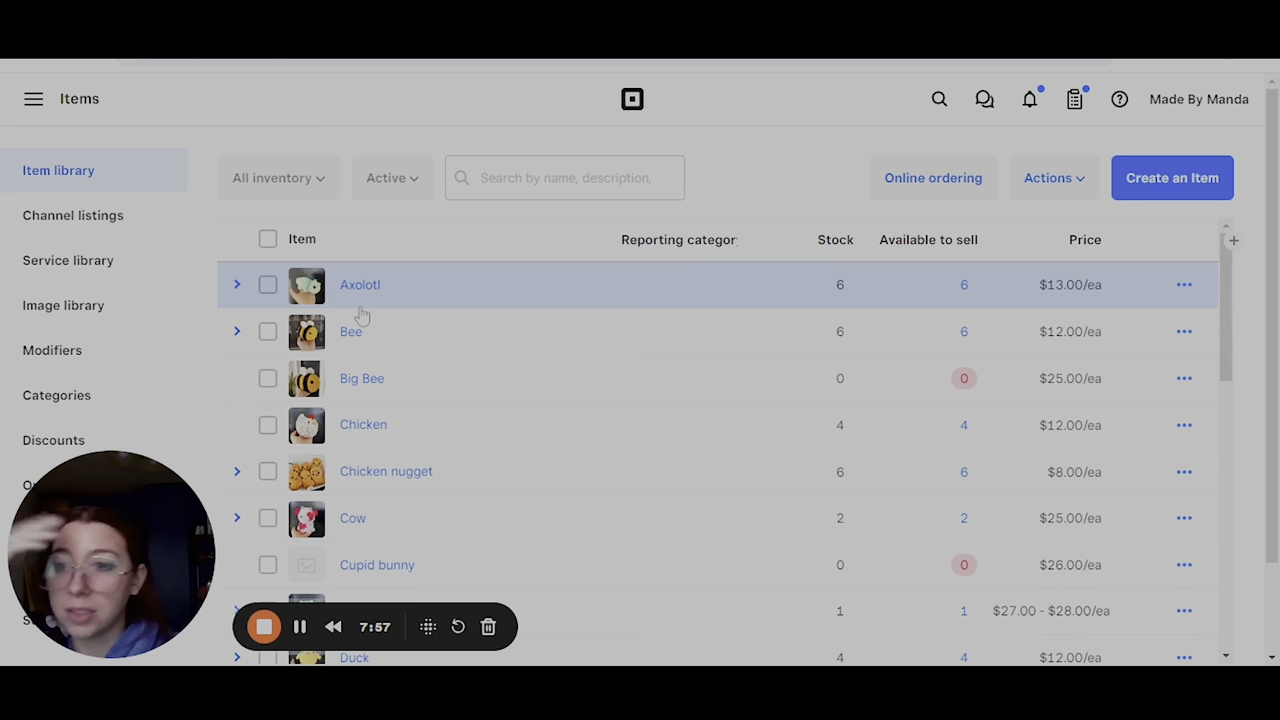 Items
Made By Manda
Item library
Channel listings
Service library
Image library
Modifiers
Categories
Discounts
All inventory
Active
Search by name, description,
Online ordering
Actions
Create an Item
Item Reporting categor Stock Available to sell Price
Axolotl 6 6 $13.00/ea
Bee 6 6 $12.00/ea
Big Bee 0 0 $25.00/ea
Chicken 4 4 $12.00/ea
Chicken nugget 6 6 $8.00/ea
Cow 2 2 $25.00/ea
Cupid bunny 0 0 $26.00/ea
1 1 $27.00 - $28.00/ea
Duck 4 4 $12.00/ea
7:57